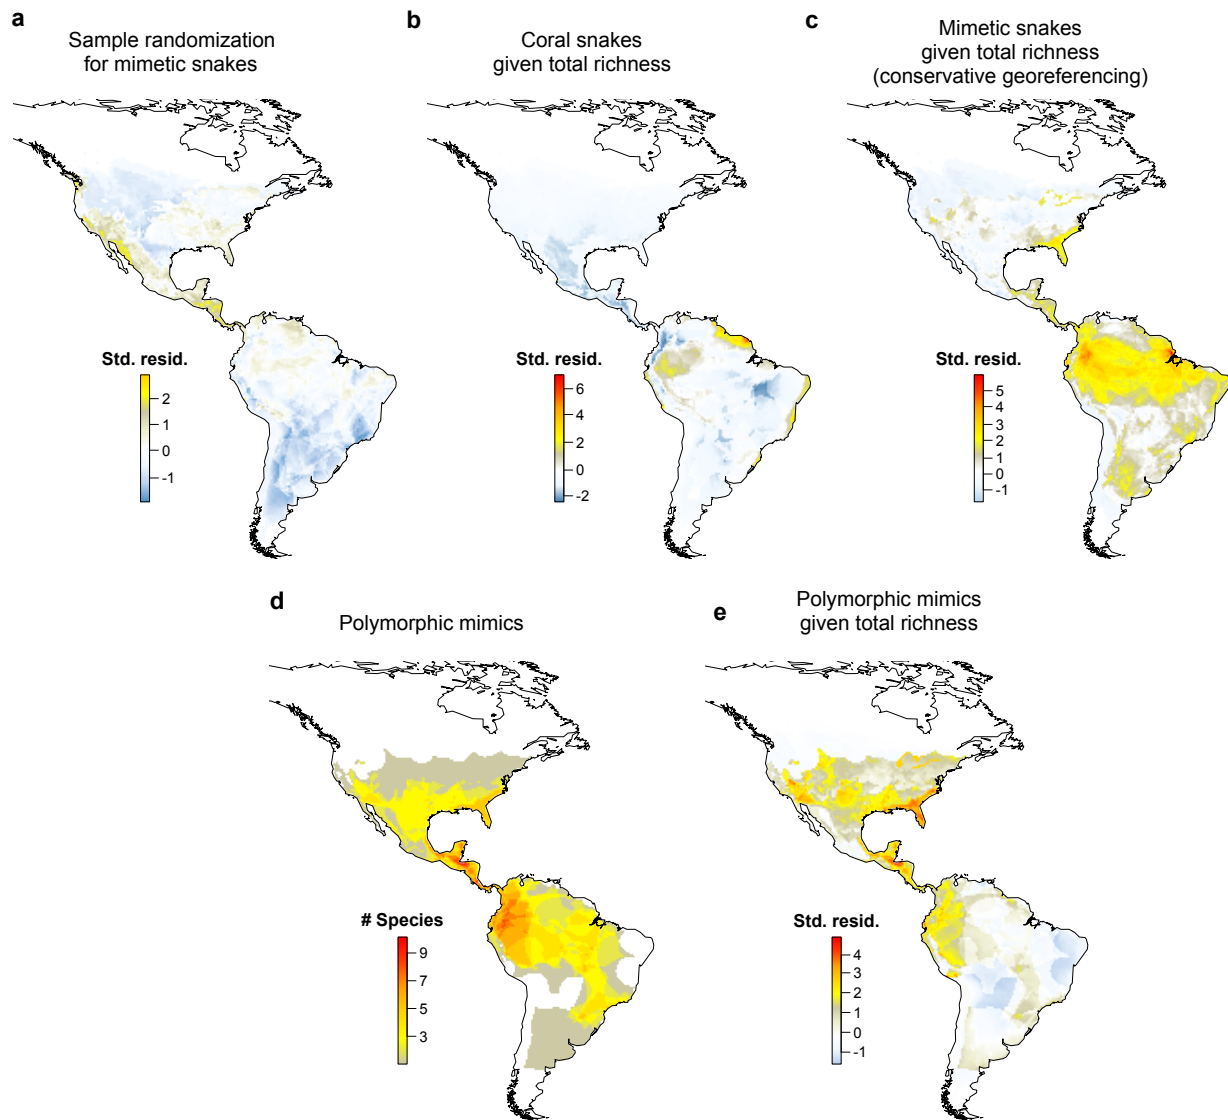 a
Sample randomization
for mimetic snakes
Std. resid.
2
1
0
-1
b
Coral snakes
given total richness
Std. resid.
6
4
2
0
-2
c
Mimetic snakes
given total richness
(conservative georeferencing)
Std. resid.
5
4
3
2
1
0
-1
d
Polymorphic mimics
# Species
9
7
5
3
e
Polymorphic mimics
given total richness
Std. resid.
4
3
2
1
0
-1